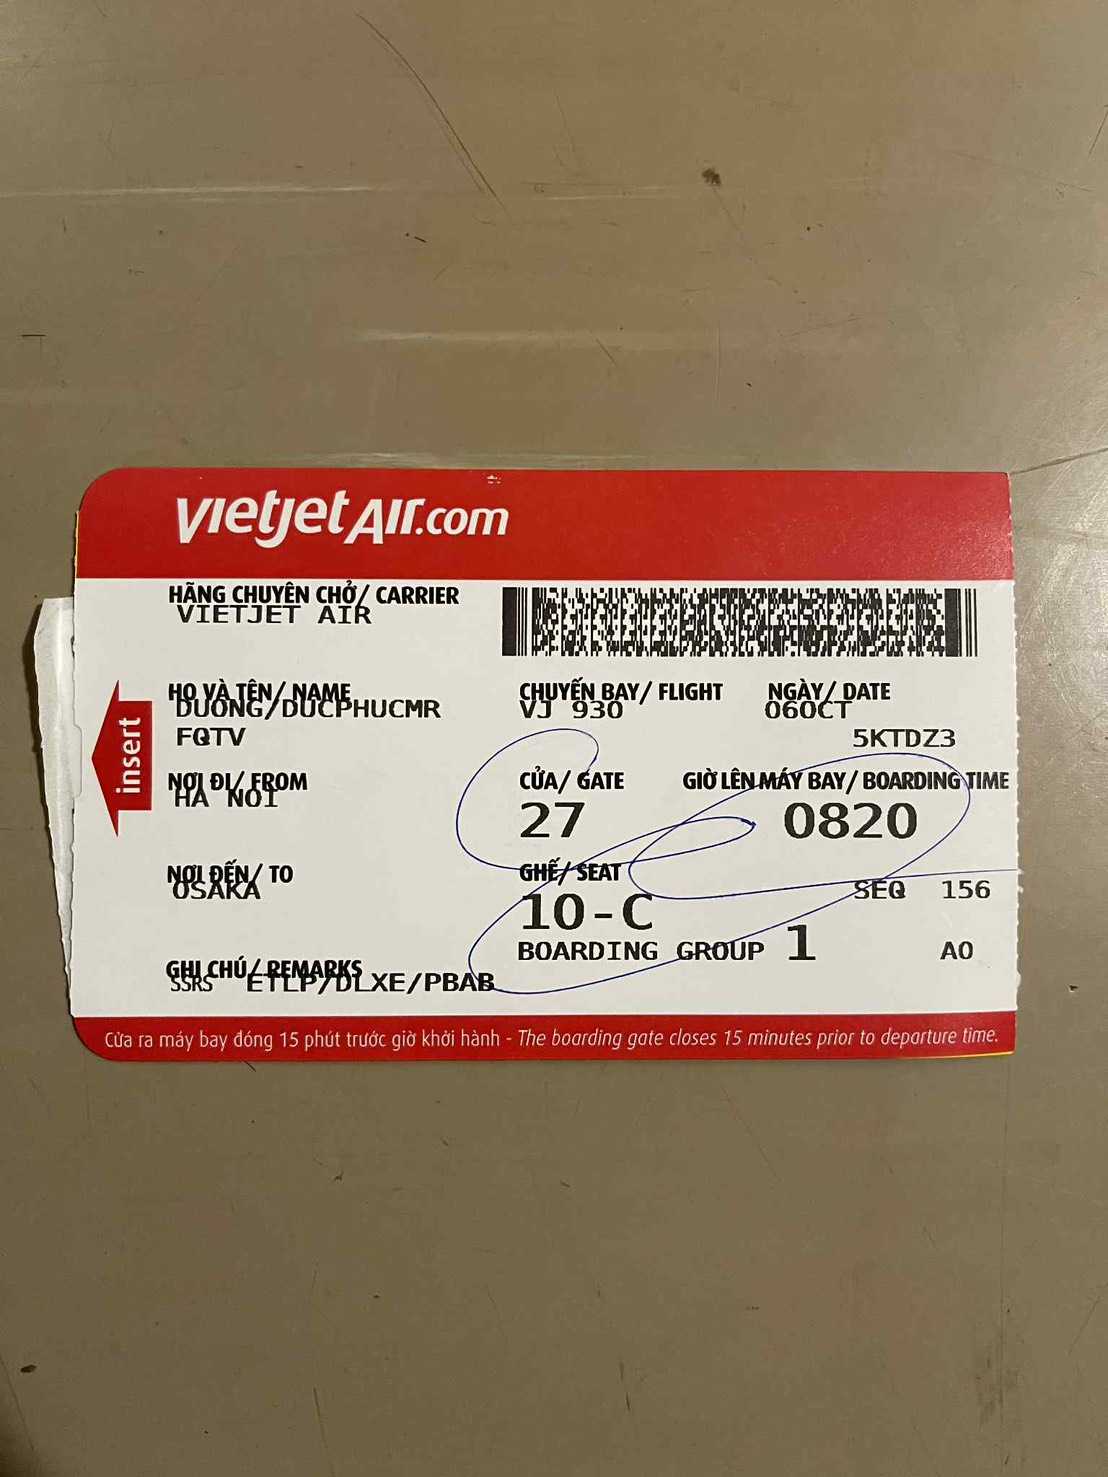 vietjetAir.com
HÃNG CHUYÊN CHỞ/ CARRIER
VIETJET AIR
HỌ VÀ TÊN/ NAME
DUONG/DUCPHUCMR
FQTV
CHUYẾN BAY/ FLIGHT
VJ 930
NGÀY/ DATE
06OCT
5KTDZ3
insert
NƠI ĐI/ FROM
HA NOI
CỬA/ GATE
27
GIỜ LÊN MÁY BAY/ BOARDING TIME
0820
NƠI ĐẾN/ TO
OSAKA
GHẾ/ SEAT
10-C
SEQ 156
BOARDING GROUP 1
A0
GHI CHÚ/ REMARKS
SSRS ETLP/DLXE/PBAB
Cửa ra máy bay đóng 15 phút trước giờ khởi hành - The boarding gate closes 15 minutes prior to departure time.